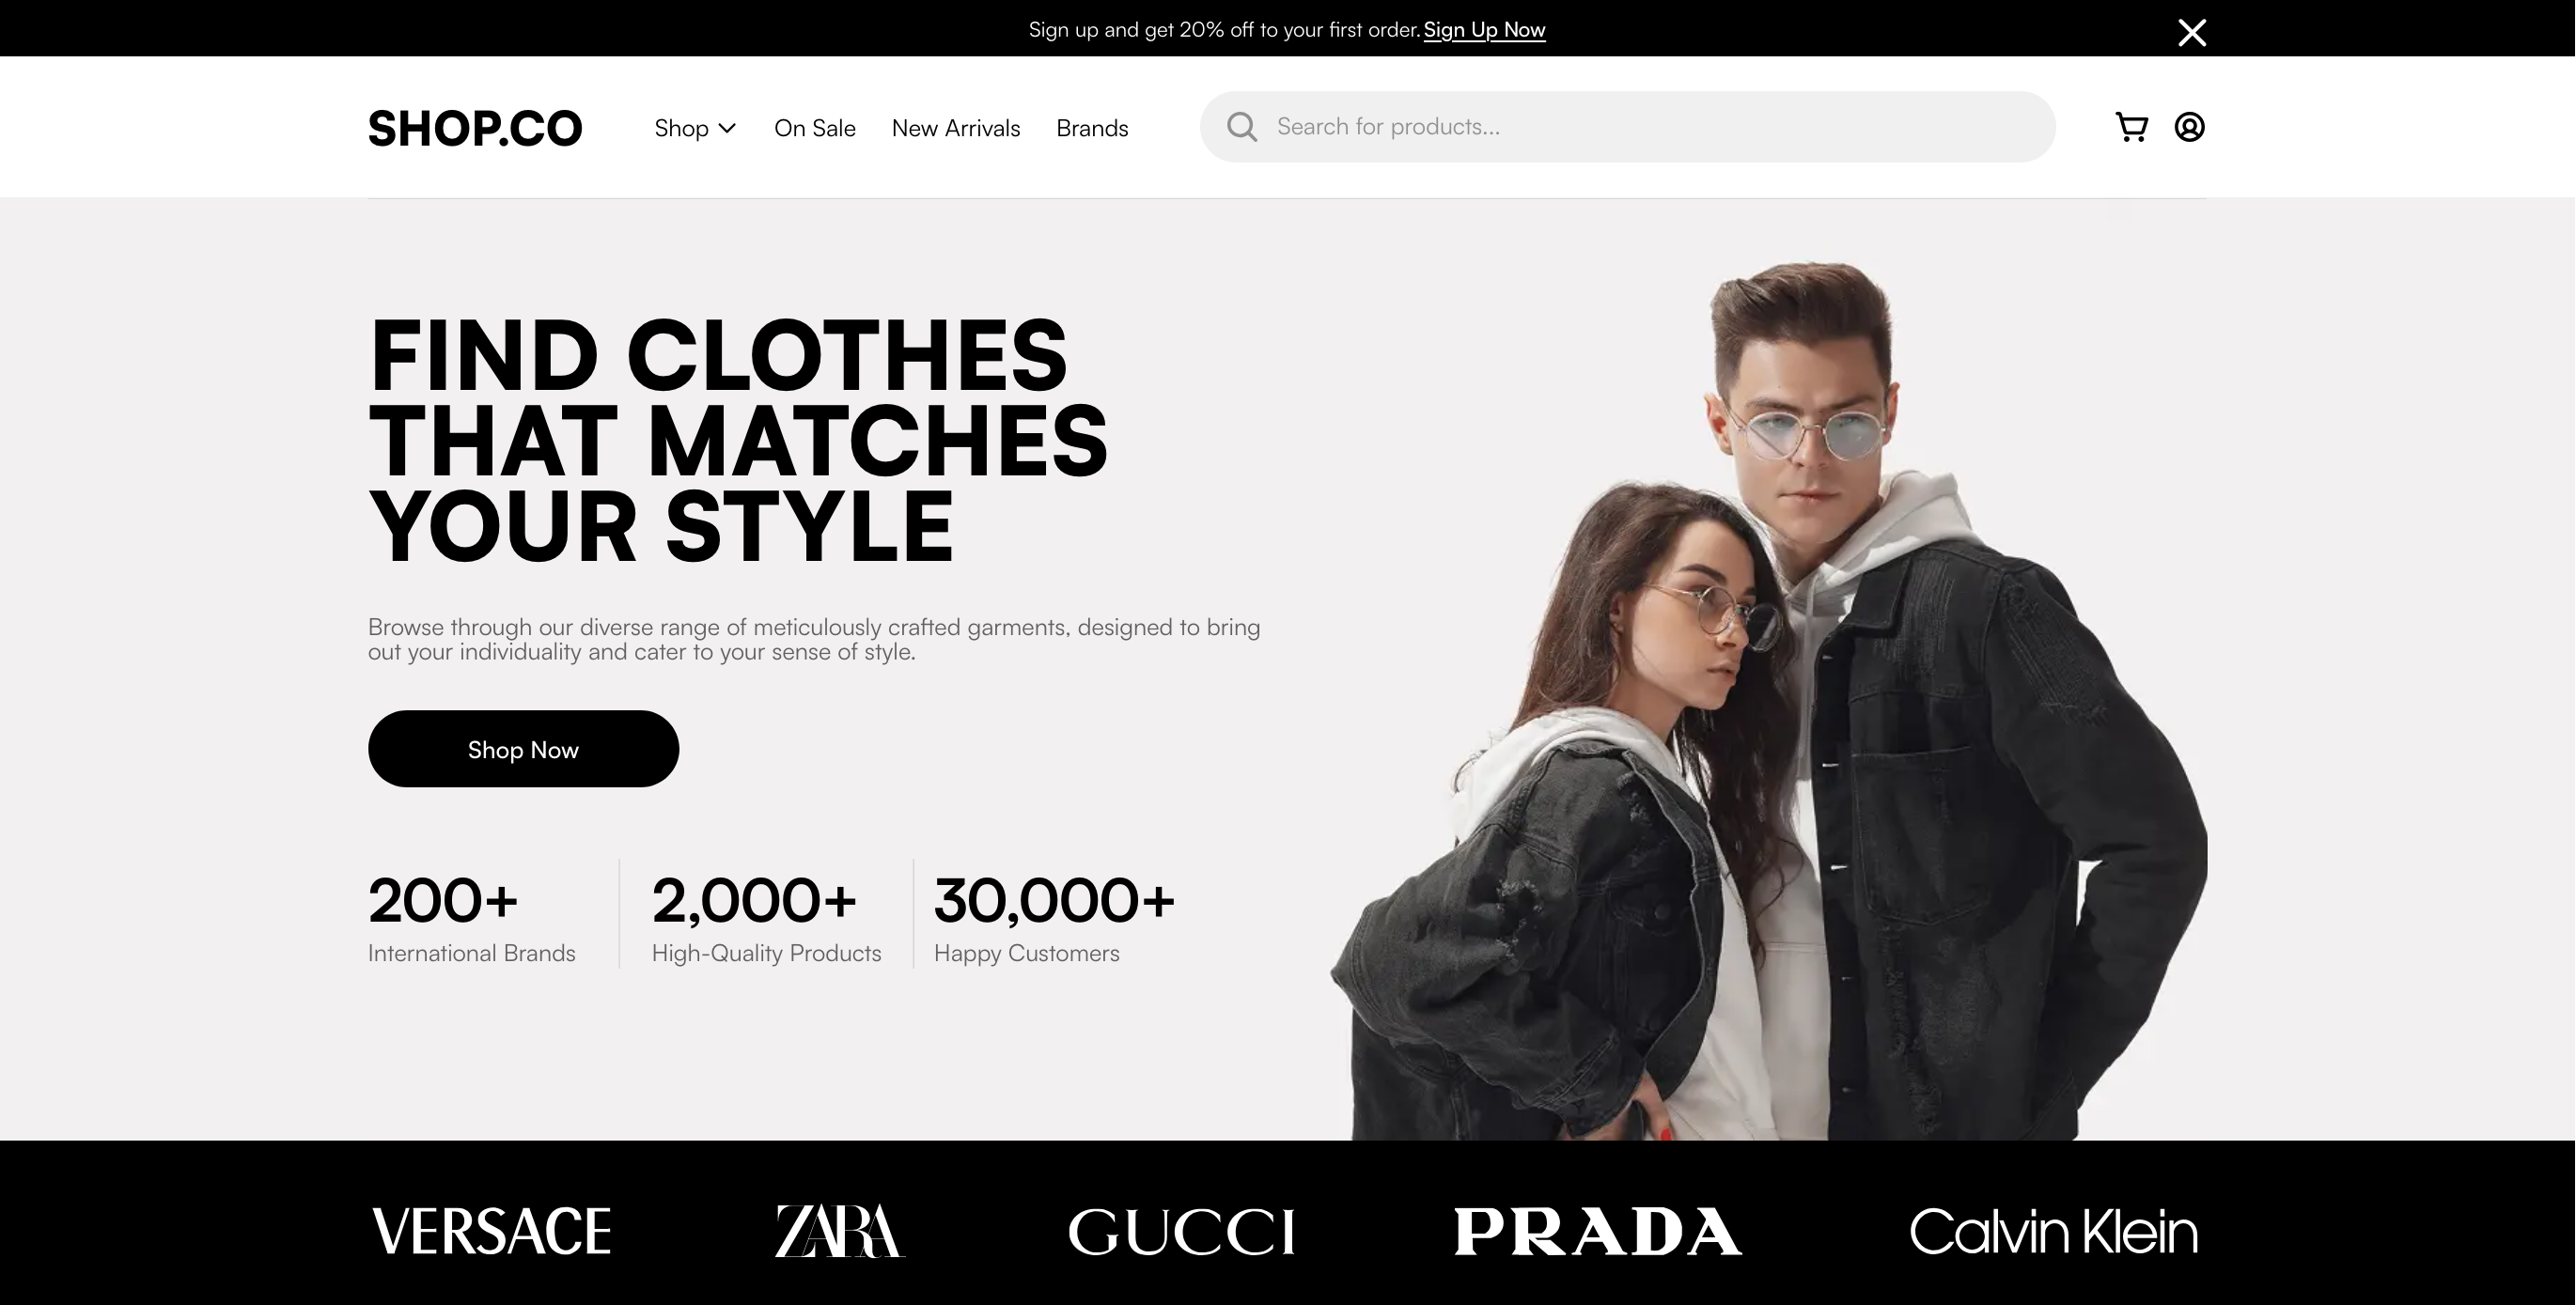 Sign up and get 20% off to your first order. Sign Up Now
SHOP.CO
Shop
On Sale
New Arrivals
Brands
Search for products...
FIND CLOTHES
THAT MATCHES
YOUR STYLE
Browse through our diverse range of meticulously crafted garments, designed to bring
out your individuality and cater to your sense of style.
Shop Now
200+
International Brands
2,000+
High-Quality Products
30,000+
Happy Customers
VERSACE
ZARA
GUCCI
PRADA
Calvin Klein